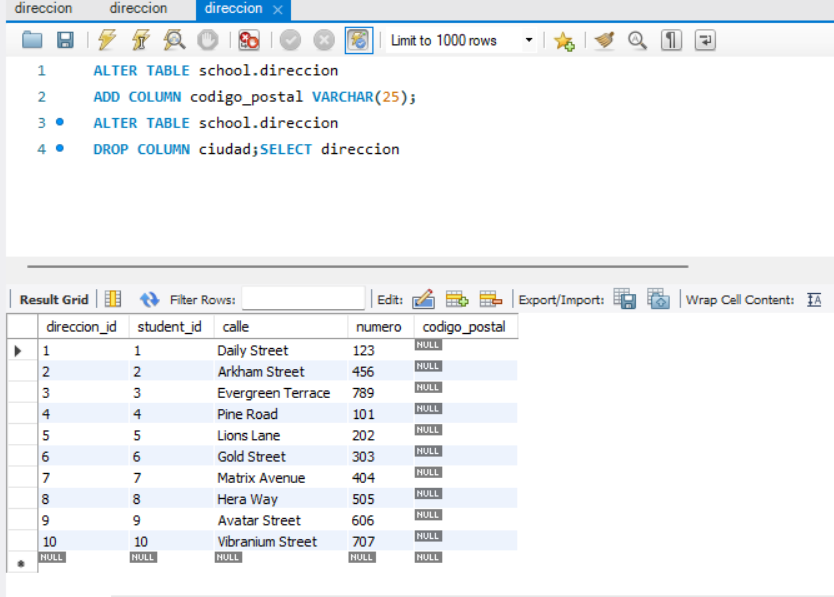 direccion direccion direccion
Limit to 1000 rows
1 ALTER TABLE school.direccion
2 ADD COLUMN codigo_postal VARCHAR(25);
3 ALTER TABLE school.direccion
4 DROP COLUMN ciudad;SELECT direccion
Result Grid Filter Rows: Edit: Export/Import: Wrap Cell Content: IA
direccion_id student_id calle numero codigo_postal
1 1 Daily Street 123 NULL
2 2 Arkham Street 456 NULL
3 3 Evergreen Terrace 789 NULL
4 4 Pine Road 101 NULL
5 5 Lions Lane 202 NULL
6 6 Gold Street 303 NULL
7 7 Matrix Avenue 404 NULL
8 8 Hera Way 505 NULL
9 9 Avatar Street 606 NULL
10 10 Vibranium Street 707 NULL
NULL NULL NULL NULL NULL